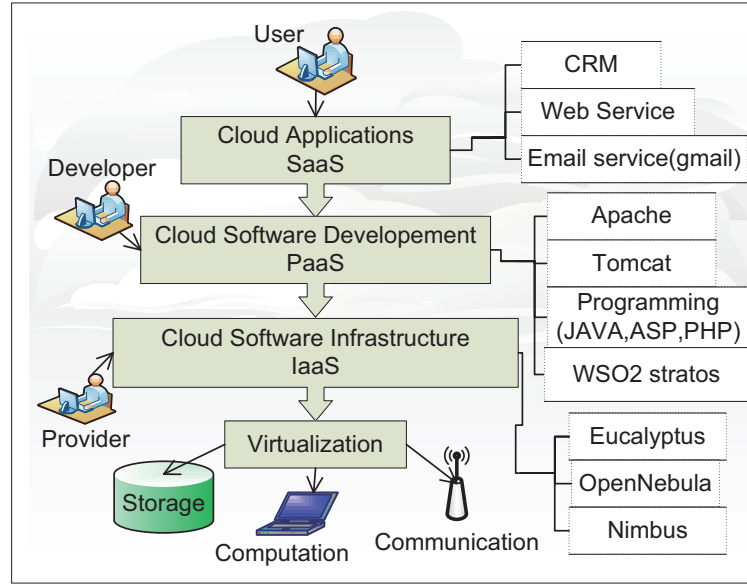 User
Cloud Applications
SaaS
CRM
Web Service
Email service(gmail)
Developer
Cloud Software Developement
PaaS
Apache
Tomcat
Programming
(JAVA,ASP,PHP)
WSO2 stratos
Cloud Software Infrastructure
IaaS
Provider
Virtualization
Eucalyptus
OpenNebula
Nimbus
Storage
Computation
Communication